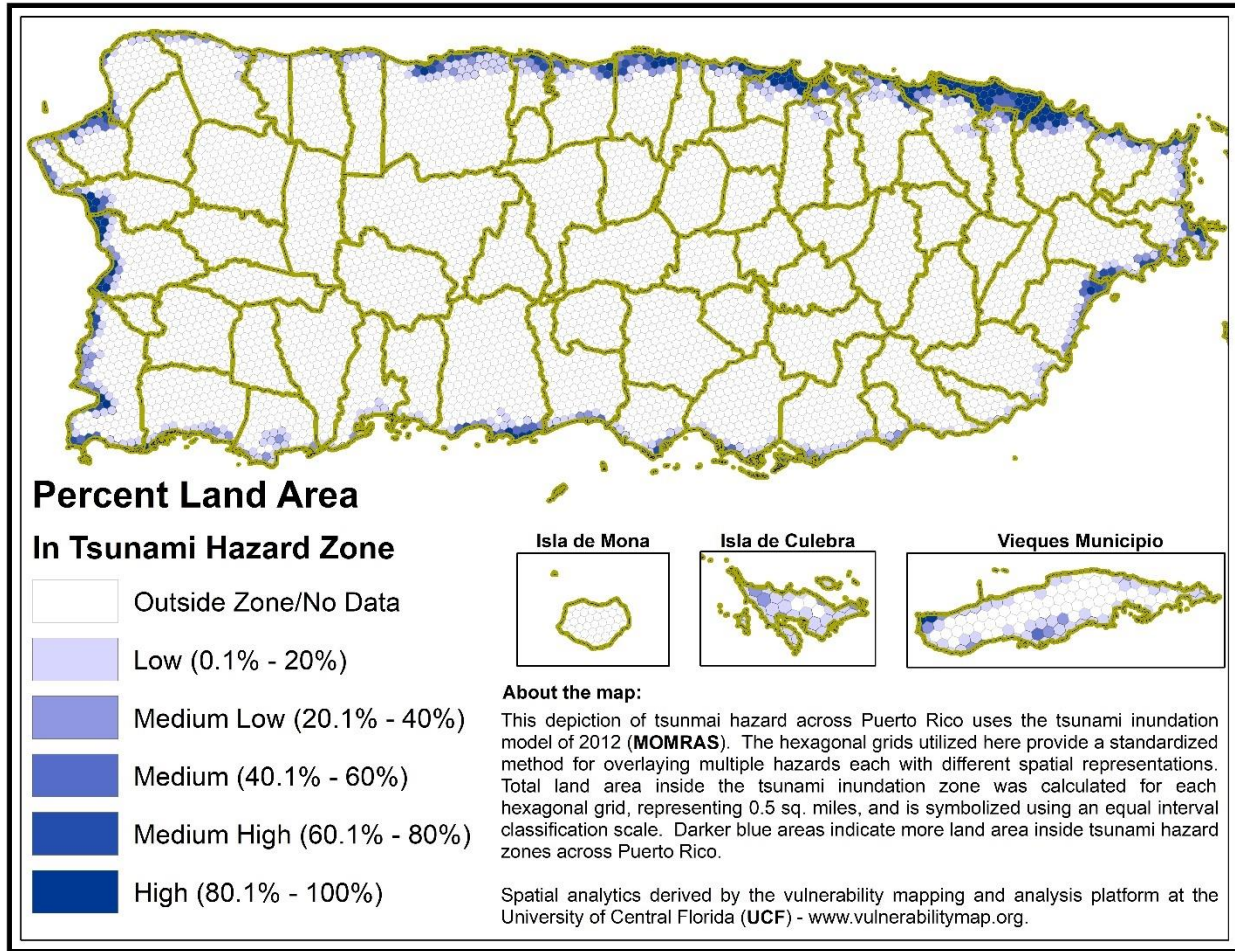 Percent Land Area
In Tsunami Hazard Zone
Outside Zone/No Data
Low (0.1% - 20%)
Medium Low (20.1% - 40%)
Medium (40.1% - 60%)
Medium High (60.1% - 80%)
High (80.1% - 100%)
Isla de Mona
Isla de Culebra
Vieques Municipio
About the map:
This depiction of tsunmai hazard across Puerto Rico uses the tsunami inundation
model of 2012 (MOMRAS). The hexagonal grids utilized here provide a standardized
method for overlaying multiple hazards each with different spatial representations.
Total land area inside the tsunami inundation zone was calculated for each
hexagonal grid, representing 0.5 sq. miles, and is symbolized using an equal interval
classification scale. Darker blue areas indicate more land area inside tsunami hazard
zones across Puerto Rico.
Spatial analytics derived by the vulnerability mapping and analysis platform at the
University of Central Florida (UCF) - www.vulnerabilitymap.org.